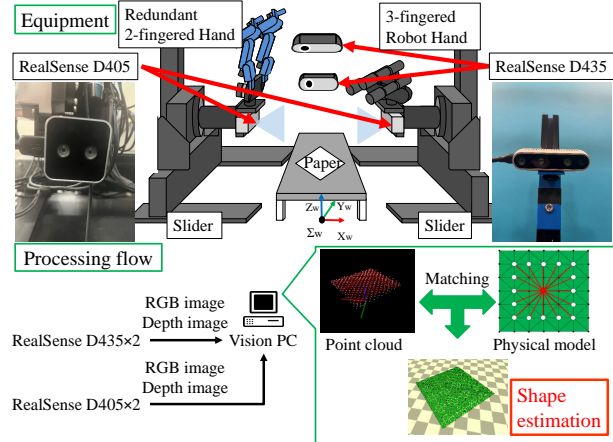 Equipment
Redundant
2-fingered Hand
3-fingered
Robot Hand
RealSense D405
RealSense D435
Paper
Zw
Yw
Σw
Xw
Slider
Slider
Processing flow
RGB image
Depth image
RealSense D435×2
Vision PC
RGB image
Depth image
RealSense D405×2
Matching
Point cloud
Physical model
Shape
estimation